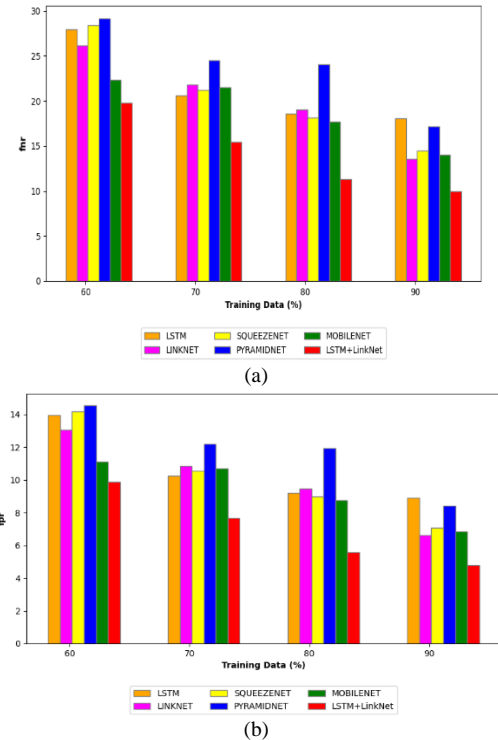 30
25
20
fnr
15
10
5
0
60 70 80 90
Training Data (%)
LSTM SQUEEZENET MOBILENET
LINKNET PYRAMIDNET LSTM+LinkNet
(a)
14
12
10
8
6
4
2
0
60 70 80 90
Training Data (%)
LSTM SQUEEZENET MOBILENET
LINKNET PYRAMIDNET LSTM+LinkNet
(b)